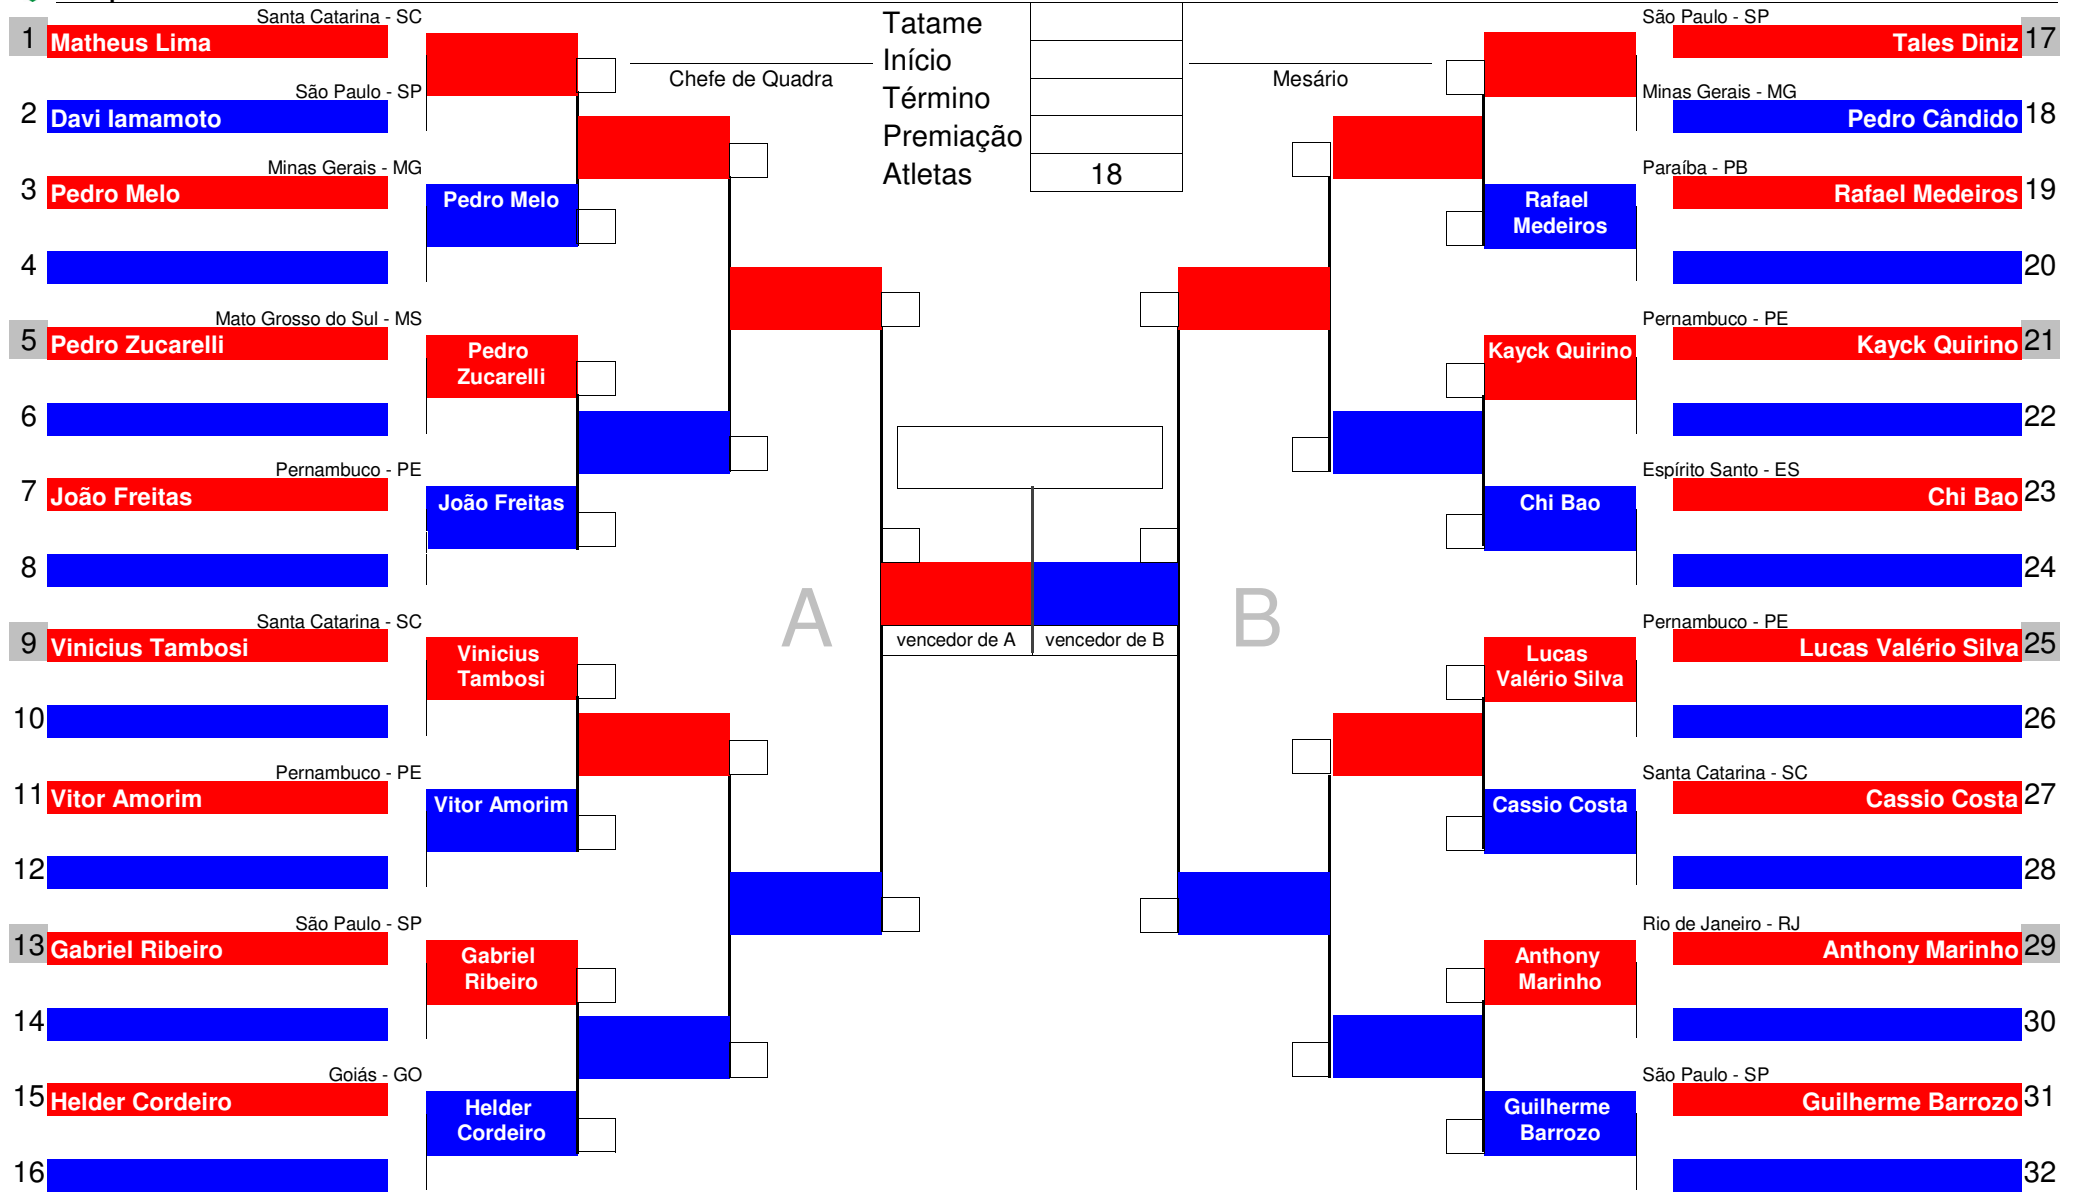 Santa Catarina - SC
1 Matheus Lima
São Paulo - SP
2 Davi Iamamoto
Minas Gerais - MG
3 Pedro Melo
Pedro Melo
4
Mato Grosso do Sul - MS
5 Pedro Zucarelli
Pedro
Zucarelli
6
Pernambuco - PE
7 João Freitas
João Freitas
8
Santa Catarina - SC
9 Vinicius Tambosi
Vinicius
Tambosi
10
Pernambuco - PE
11 Vitor Amorim
Vitor Amorim
12
São Paulo - SP
13 Gabriel Ribeiro
Gabriel
Ribeiro
14
Goiás - GO
15 Helder Cordeiro
Helder
Cordeiro
16
Chefe de Quadra
Tatame
Início
Término
Premiação
Atletas 18
Mesário
A
vencedor de A
vencedor de B
B
São Paulo - SP
Tales Diniz 17
Minas Gerais - MG
Pedro Cândido 18
Paraíba - PB
Rafael Medeiros 19
Rafael
Medeiros
20
Pernambuco - PE
Kayck Quirino 21
Kayck Quirino
22
Espírito Santo - ES
Chi Bao 23
Chi Bao
24
Pernambuco - PE
Lucas Valério Silva 25
Lucas
Valério Silva
26
Santa Catarina - SC
Cassio Costa 27
Cassio Costa
28
Rio de Janeiro - RJ
Anthony Marinho 29
Anthony
Marinho
30
São Paulo - SP
Guilherme Barrozo 31
Guilherme
Barrozo
32